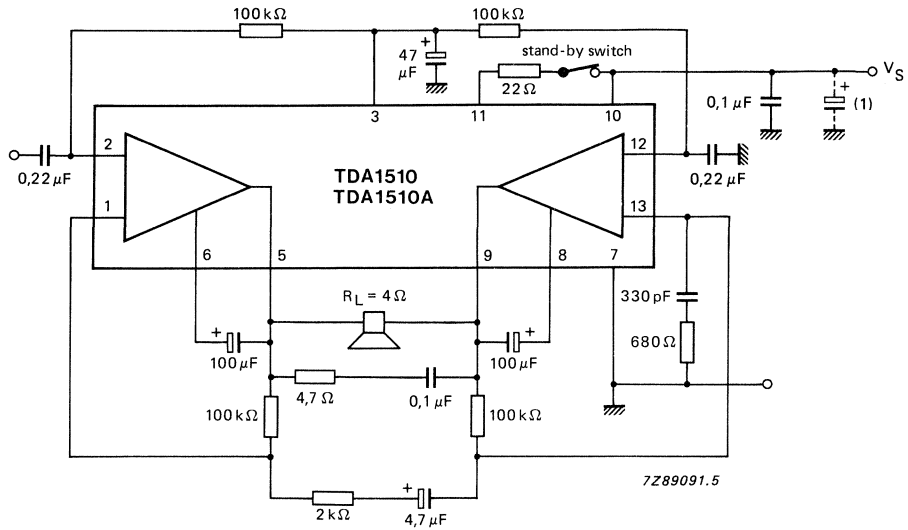 100 kΩ
100 kΩ
+
47
μF
stand-by switch
22 Ω
VS
0,1 μF
+
(1)
3
11
10
2
12
0,22 μF
TDA1510
TDA1510A
0,22 μF
1
13
6
5
9
8
7
RL = 4 Ω
330 pF
+
100 μF
+
100 μF
680 Ω
4,7 Ω
0,1 μF
100 kΩ
100 kΩ
+
2 kΩ
4,7 μF
7Z89091.5